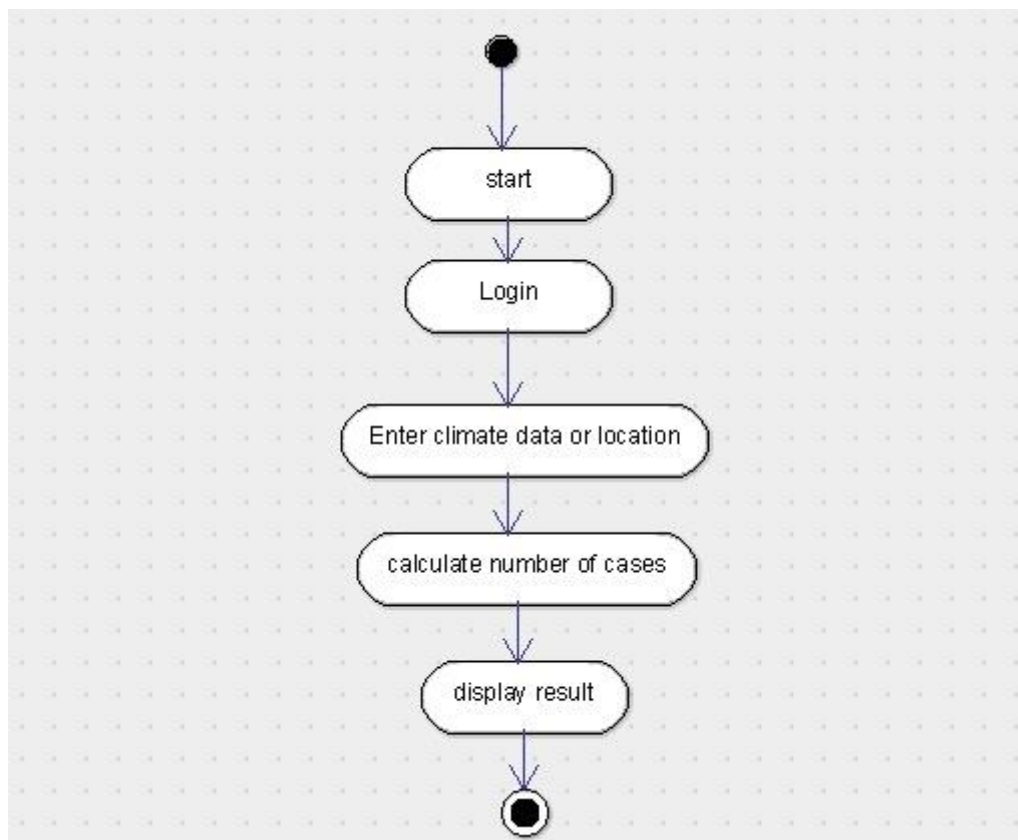 start
Login
Enter climate data or location
calculate number of cases
display result